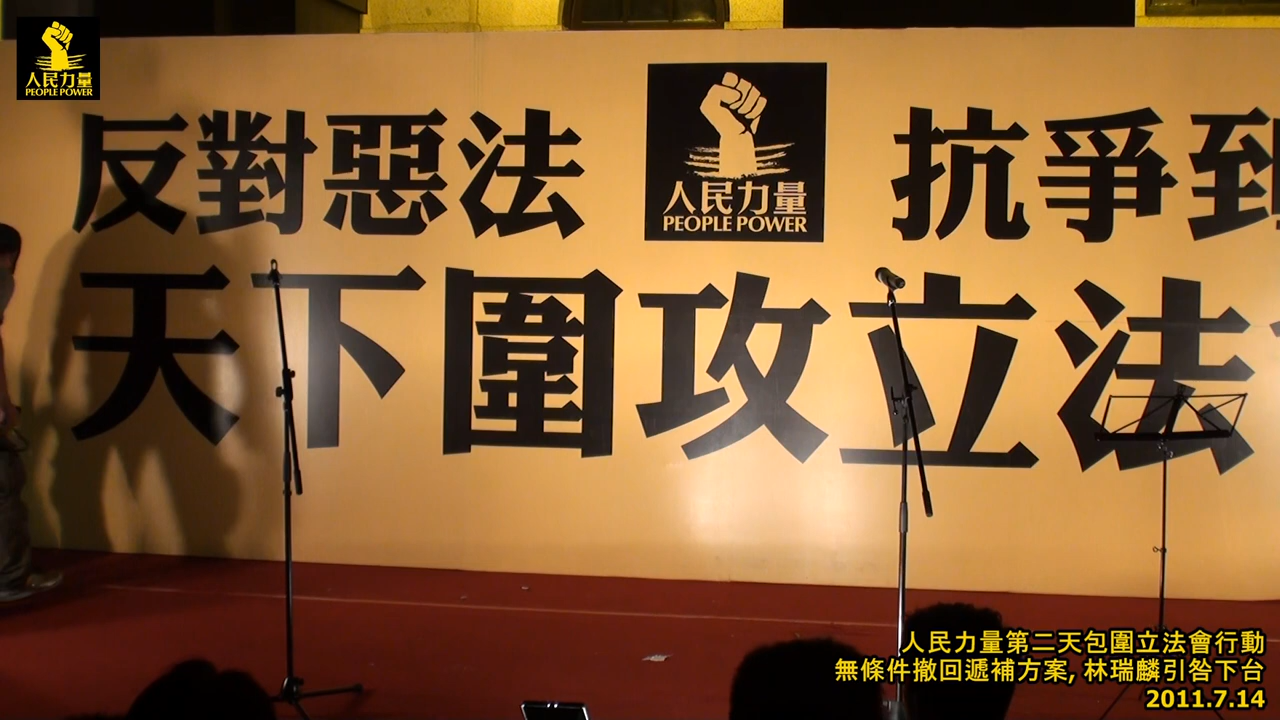 人民力量
PEOPLE POWER
反對惡法
人民力量
PEOPLE POWER
抗爭到
天下圍攻立法
人民力量第二天包圍立法會行動
無條件撤回遞補方案, 林瑞麟引咎下台
2011.7.14